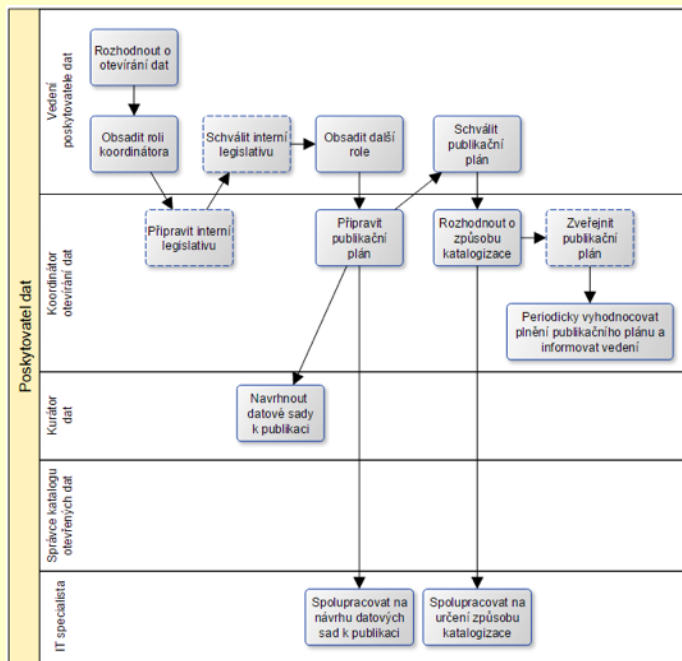 Poskytovatel dat
Vedení
poskytovatele dat
Rozhodnout o
otevírání dat
Obsadit roli
koordinátora
Schválit interní
legislativu
Obsadit další
role
Schválit
publikační
plán
Koordinátor
otevírání dat
Připravit interní
legislativu
Připravit
publikační
plán
Rozhodnout o
způsobu
katalogizace
Zveřejnit
publikační
plán
Periodicky vyhodnocovat
plnění publikačního plánu a
informovat vedení
Kurátor
dat
Navrhnout
datové sady
k publikaci
Správce katalogu
otevřených dat
IT specialista
Spolupracovat na
návrhu datových
sad k publikaci
Spolupracovat na
určení způsobu
katalogizace